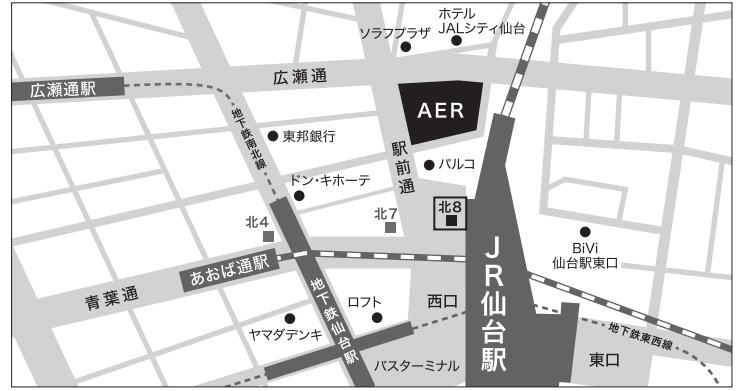 ホテル
JALシティ仙台
ソラフプラザ
広瀬通
広瀬通駅
AER
地下鉄南北線
東邦銀行
駅前通
パルコ
ドン・キホーテ
北4
北7
北8
BiVi
仙台駅東口
あおば通駅
青葉通
JR仙台駅
地下鉄仙台駅
ロフト
西口
ヤマダデンキ
地下鉄東西線
バスターミナル
東口